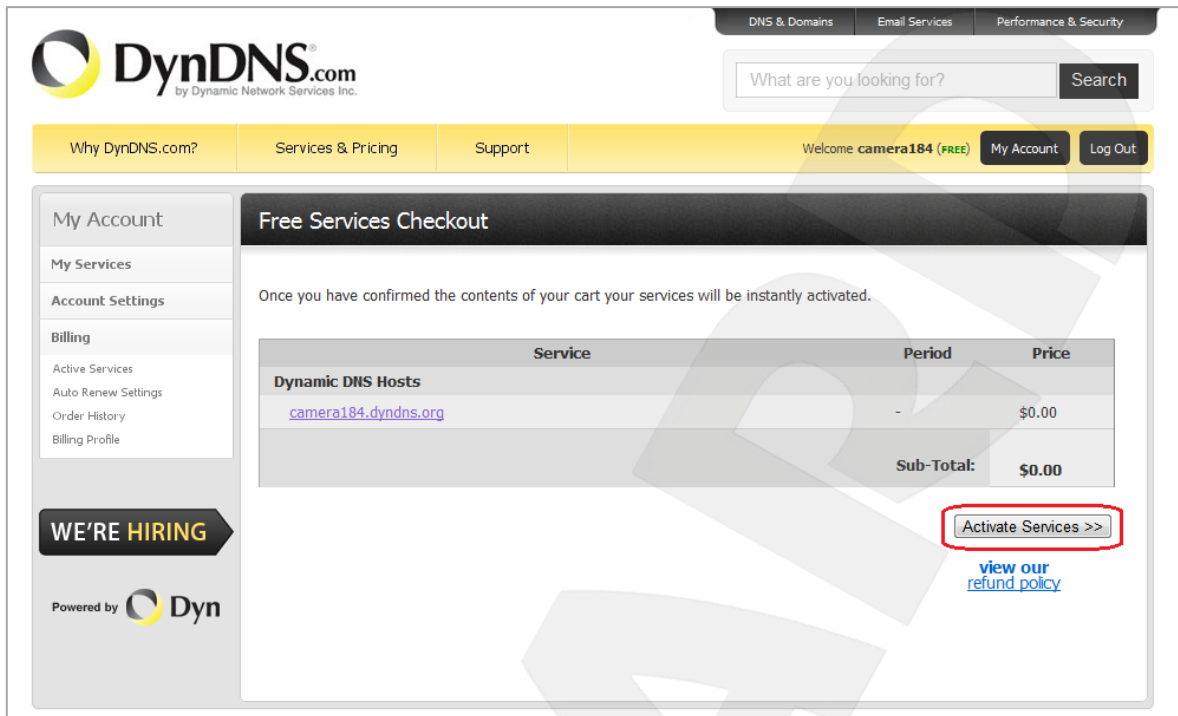 DNS & Domains Email Services Performance & Security
DynDNS.com
by Dynamic Network Services Inc.
What are you looking for? Search
Why DynDNS.com? Services & Pricing Support Welcome camera184 (FREE) My Account Log Out
My Account
My Services
Account Settings
Billing
Active Services
Auto Renew Settings
Order History
Billing Profile
WE'RE HIRING
Powered by Dyn
Free Services Checkout
Once you have confirmed the contents of your cart your services will be instantly activated.
Service Period Price
Dynamic DNS Hosts
camera184.dyndns.org - $0.00
Sub-Total: $0.00
Activate Services >>
view our
refund policy